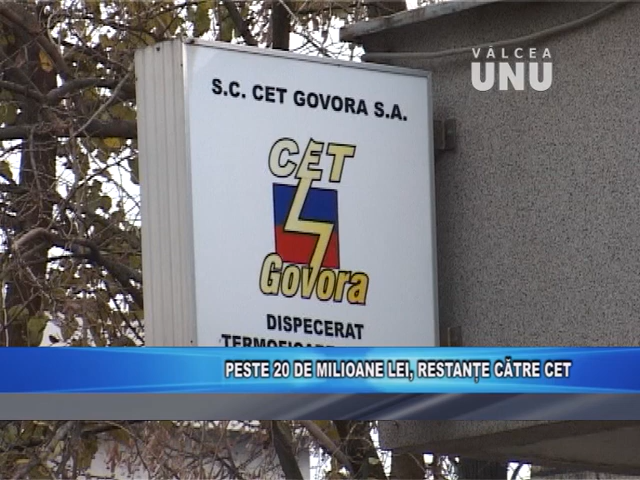 VÂLCEA
UNU
S.C. CET GOVORA S.A.
CET
Govora
DISPECERAT
PESTE 20 DE MILIOANE LEI, RESTANȚE CĂTRE CET